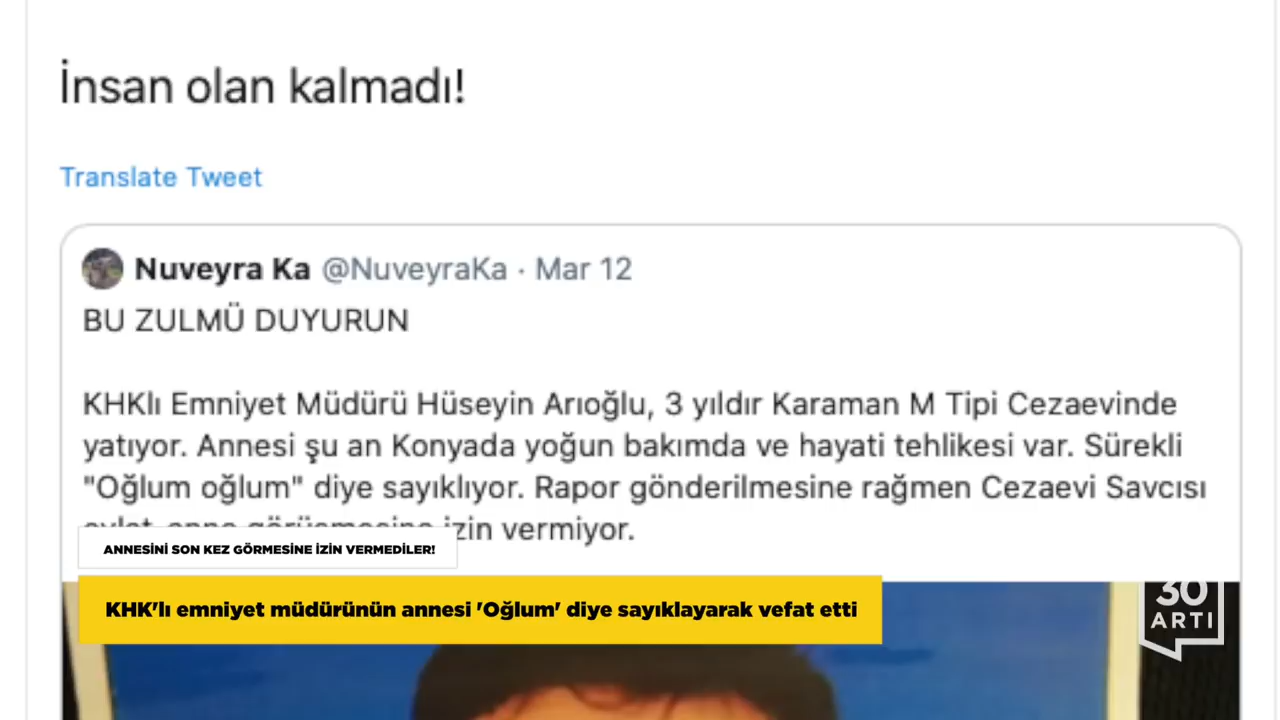 İnsan olan kalmadı!
Translate Tweet
Nuveyra Ka @NuveyraKa · Mar 12
BU ZULMÜ DUYURUN
KHKlı Emniyet Müdürü Hüseyin Arıoğlu, 3 yıldır Karaman M Tipi Cezaevinde
yatıyor. Annesi şu an Konyada yoğun bakımda ve hayati tehlikesi var. Sürekli
"Oğlum oğlum" diye sayıklıyor. Rapor gönderilmesine rağmen Cezaevi Savcısı
evlat, anne görüşmesine izin vermiyor.
ANNESİNİ SON KEZ GÖRMESİNE İZİN VERMEDİLER!
KHK'lı emniyet müdürünün annesi 'Oğlum' diye sayıklayarak vefat etti
30
ARTI